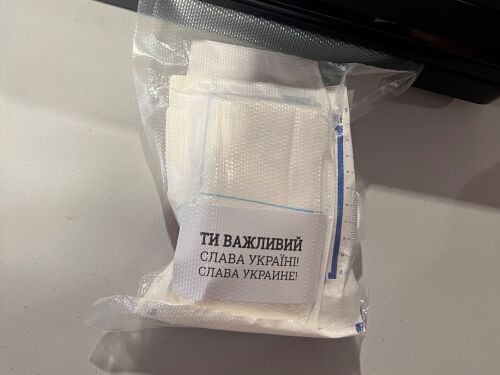 ТИ ВАЖЛИВИЙ
СЛАВА УКРАЇНІ!
СЛАВА УКРАИНЕ!